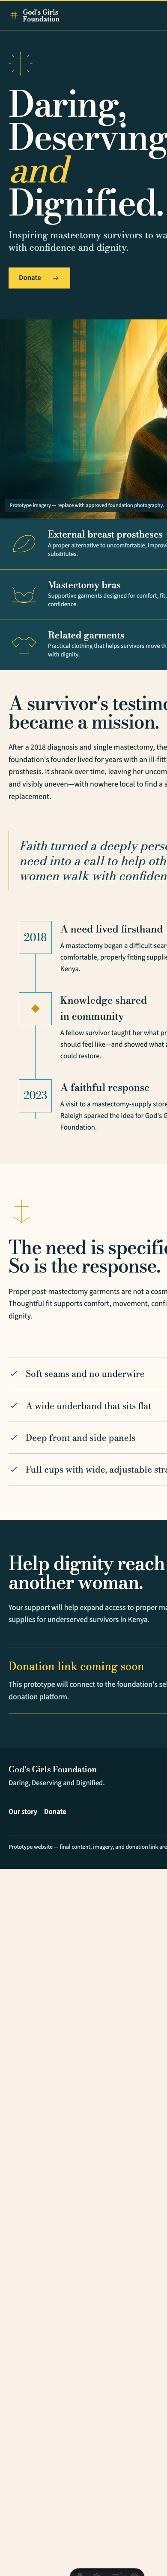 God's Girls
Foundation
Daring,
Deserving
and
Dignified.
Inspiring mastectomy survivors to wa
with confidence and dignity.
Donate →
Prototype imagery — replace with approved foundation photography.
External breast prostheses
A proper alternative to uncomfortable, improvi
substitutes.
Mastectomy bras
Supportive garments designed for comfort, fit,
confidence.
Related garments
Practical clothing that helps survivors move th
with dignity.
A survivor's testimo
became a mission.
After a 2018 diagnosis and single mastectomy, the
foundation's founder lived for years with an ill-fitt
prosthesis. It shrank over time, leaving her uncom
and visibly uneven—with nowhere local to find a s
replacement.
Faith turned a deeply perso
need into a call to help oth
women walk with confiden
2018
A need lived firsthand
A mastectomy began a difficult sear
comfortable, properly fitting supplie
Kenya.
Knowledge shared
in community
A fellow survivor taught her what pr
should feel like—and showed what a
could restore.
2023
A faithful response
A visit to a mastectomy-supply store
Raleigh sparked the idea for God's G
Foundation.
The need is specifi
So is the response.
Proper post-mastectomy garments are not a cosm
Thoughtful fit supports comfort, movement, confi
dignity.
Soft seams and no underwire
A wide underband that sits flat
Deep front and side panels
Full cups with wide, adjustable stra
Help dignity reach
another woman.
Your support will help expand access to proper ma
supplies for underserved survivors in Kenya.
Donation link coming soon
This prototype will connect to the foundation's sel
donation platform.
God's Girls Foundation
Daring, Deserving and Dignified.
Our story Donate
Prototype website — final content, imagery, and donation link are